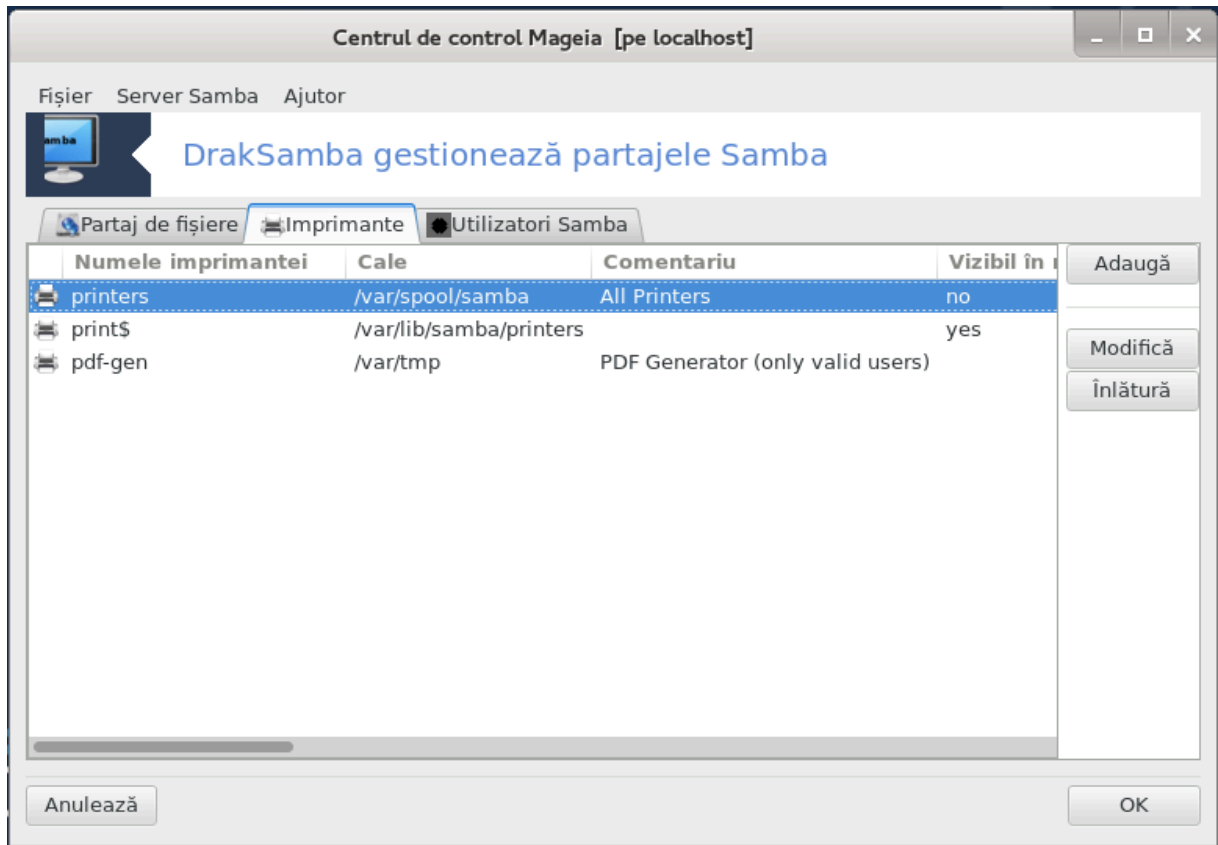 Centrul de control Mageia [pe localhost]
Fișier Server Samba Ajutor
amba
DrakSamba gestionează partajele Samba
Partaj de fișiere Imprimante Utilizatori Samba
Numele imprimantei Cale Comentariu Vizibil în Adaugă
printers /var/spool/samba All Printers no
print$ /var/lib/samba/printers yes
Modifică
pdf-gen /var/tmp PDF Generator (only valid users)
Înlătură
Anulează OK